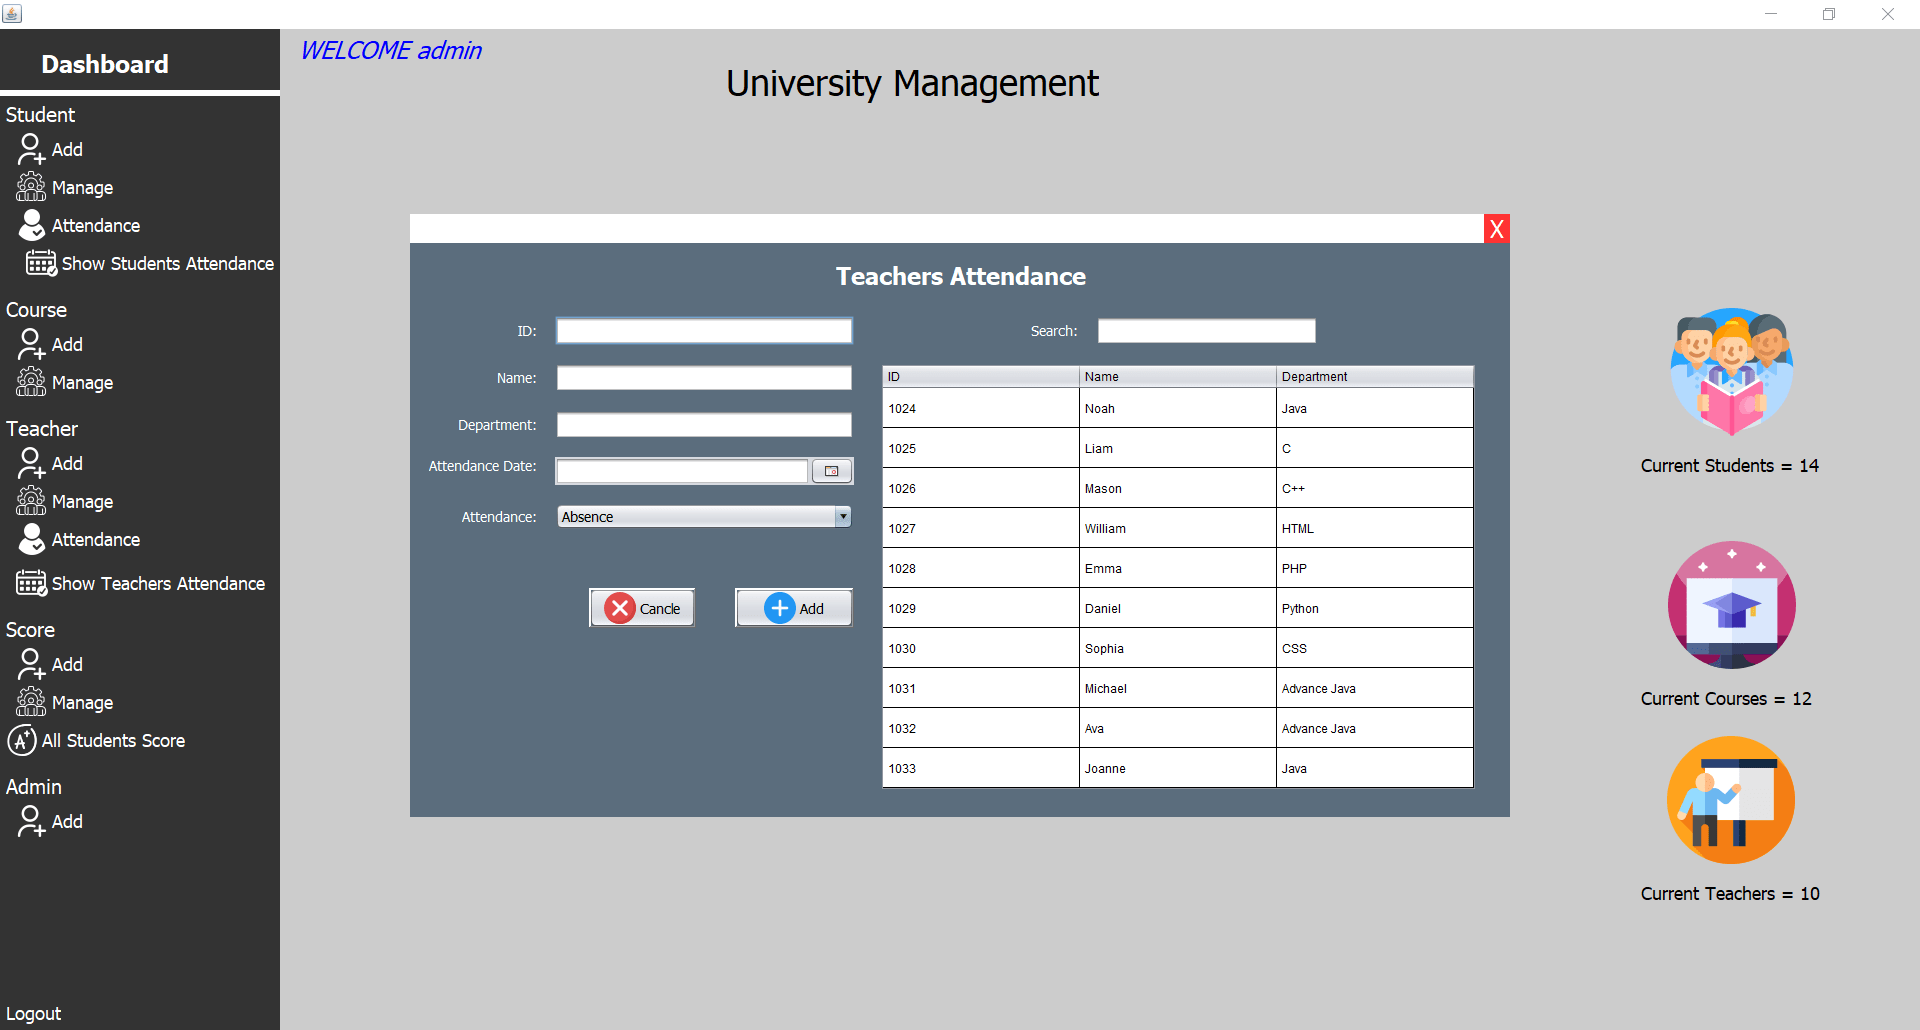 WELCOME admin
University Management
Dashboard
Student
Add
Manage
Attendance
Show Students Attendance
Course
Add
Manage
Teacher
Add
Manage
Attendance
Show Teachers Attendance
Score
Add
Manage
A+ All Students Score
Admin
Add
Logout
X
Teachers Attendance
ID:
Name:
Department:
Attendance Date:
Attendance: Absence
Cancle Add
Search:
ID Name Department
1024 Noah Java
1025 Liam C
1026 Mason C++
1027 William HTML
1028 Emma PHP
1029 Daniel Python
1030 Sophia CSS
1031 Michael Advance Java
1032 Ava Advance Java
1033 Joanne Java
Current Students = 14
Current Courses = 12
Current Teachers = 10